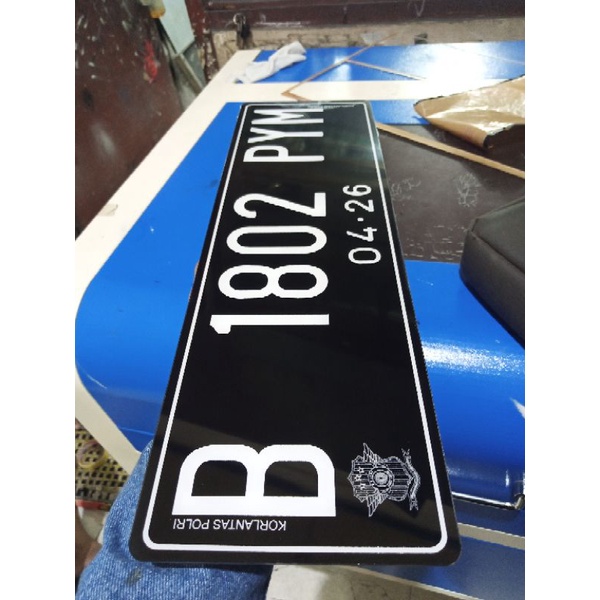 B 1802 PYM
04·26
KORLANTAS POLRI